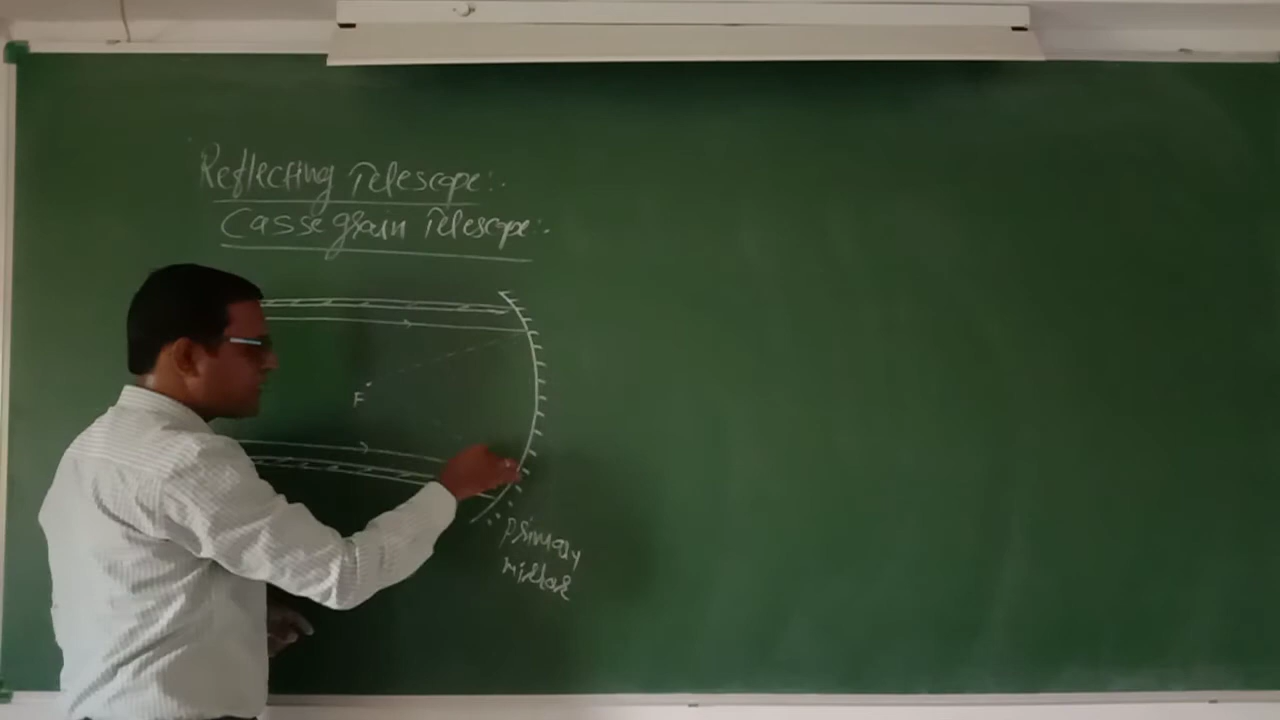 Reflecting Telescope:.
Cassegrain Telescope:.
F
Primary
mirror